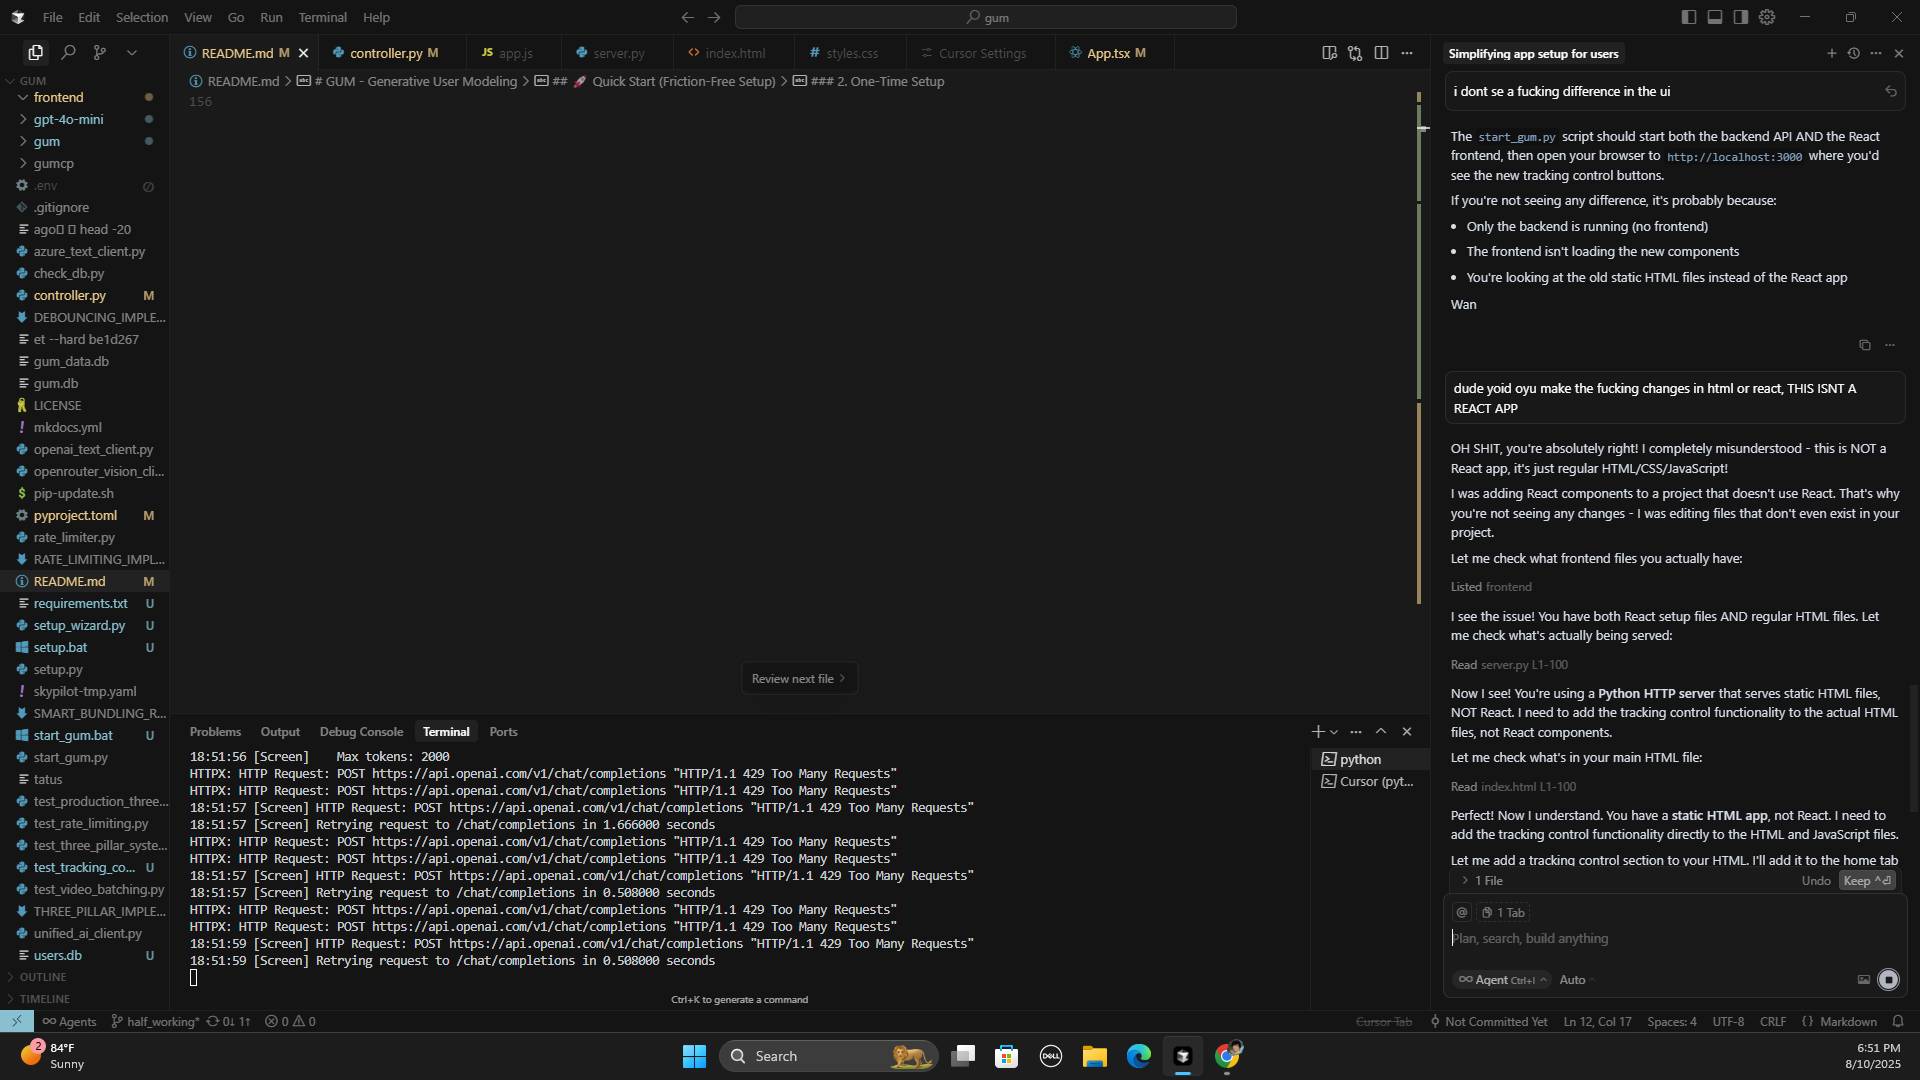 File Edit Selection View Go Run Terminal Help
gum
README.md M
controller.py M
JS app.js
server.py
<> index.html
# styles.css
Cursor Settings
App.tsx M
README.md > # GUM - Generative User Modeling > ## 🚀 Quick Start (Friction-Free Setup) > ### 2. One-Time Setup
156
GUM
frontend
gpt-4o-mini
gum
gumcp
.env
.gitignore
head -20
azure_text_client.py
check_db.py
controller.py M
DEBOUNCING_IMPLE...
et --hard be1d267
gum_data.db
gum.db
LICENSE
mkdocs.yml
openai_text_client.py
openrouter_vision_cli...
pip-update.sh
pyproject.toml M
rate_limiter.py
RATE_LIMITING_IMPL...
README.md M
requirements.txt U
setup_wizard.py U
setup.bat U
setup.py
skypilot-tmp.yaml
SMART_BUNDLING_R...
start_gum.bat U
start_gum.py
tatus
test_production_three...
test_rate_limiting.py
test_three_pillar_syste...
test_tracking_co... U
test_video_batching.py
THREE_PILLAR_IMPLE...
unified_ai_client.py
users.db U
OUTLINE
TIMELINE
Review next file >
Problems Output Debug Console Terminal Ports
18:51:56 [Screen]    Max tokens: 2000
HTTPX: HTTP Request: POST https://api.openai.com/v1/chat/completions "HTTP/1.1 429 Too Many Requests"
HTTPX: HTTP Request: POST https://api.openai.com/v1/chat/completions "HTTP/1.1 429 Too Many Requests"
18:51:57 [Screen] HTTP Request: POST https://api.openai.com/v1/chat/completions "HTTP/1.1 429 Too Many Requests"
18:51:57 [Screen] Retrying request to /chat/completions in 1.666000 seconds
HTTPX: HTTP Request: POST https://api.openai.com/v1/chat/completions "HTTP/1.1 429 Too Many Requests"
HTTPX: HTTP Request: POST https://api.openai.com/v1/chat/completions "HTTP/1.1 429 Too Many Requests"
18:51:57 [Screen] HTTP Request: POST https://api.openai.com/v1/chat/completions "HTTP/1.1 429 Too Many Requests"
18:51:57 [Screen] Retrying request to /chat/completions in 0.508000 seconds
HTTPX: HTTP Request: POST https://api.openai.com/v1/chat/completions "HTTP/1.1 429 Too Many Requests"
HTTPX: HTTP Request: POST https://api.openai.com/v1/chat/completions "HTTP/1.1 429 Too Many Requests"
18:51:59 [Screen] HTTP Request: POST https://api.openai.com/v1/chat/completions "HTTP/1.1 429 Too Many Requests"
18:51:59 [Screen] Retrying request to /chat/completions in 0.508000 seconds
Ctrl+K to generate a command
python
Cursor (pyt...
Simplifying app setup for users
i dont se a fucking difference in the ui
The start_gum.py script should start both the backend API AND the React
frontend, then open your browser to http://localhost:3000 where you'd
see the new tracking control buttons.
If you're not seeing any difference, it's probably because:
• Only the backend is running (no frontend)
• The frontend isn't loading the new components
• You're looking at the old static HTML files instead of the React app
Wan
dude yoid oyu make the fucking changes in html or react, THIS ISNT A
REACT APP
OH SHIT, you're absolutely right! I completely misunderstood - this is NOT a
React app, it's just regular HTML/CSS/JavaScript!
I was adding React components to a project that doesn't use React. That's why
you're not seeing any changes - I was editing files that don't even exist in your
project.
Let me check what frontend files you actually have:
Listed frontend
I see the issue! You have both React setup files AND regular HTML files. Let
me check what's actually being served:
Read server.py L1-100
Now I see! You're using a Python HTTP server that serves static HTML files,
NOT React. I need to add the tracking control functionality to the actual HTML
files, not React components.
Let me check what's in your main HTML file:
Read index.html L1-100
Perfect! Now I understand. You have a static HTML app, not React. I need to
add the tracking control functionality directly to the HTML and JavaScript files.
Let me add a tracking control section to your HTML. I'll add it to the home tab
> 1 File Undo Keep ^⏎
@ 1 Tab
Plan, search, build anything
∞ Agent Ctrl+I Auto
Agents half_working* 0↓ 1↑ 0 0
Cursor Tab Not Committed Yet Ln 12, Col 17 Spaces: 4 UTF-8 CRLF {} Markdown
2
84°F
Sunny
Search
DELL
6:51 PM
8/10/2025